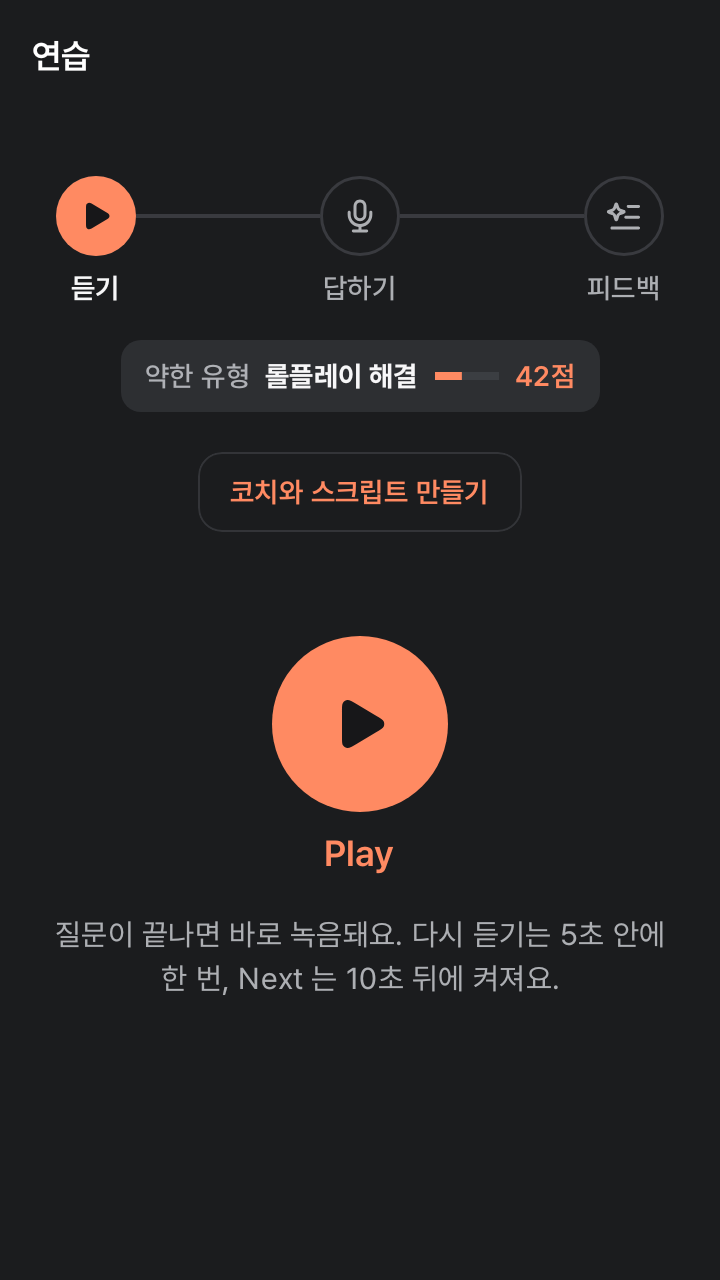 연습
듣기 답하기 피드백
약한 유형 롤플레이 해결 42점
코치와 스크립트 만들기
Play
질문이 끝나면 바로 녹음돼요. 다시 듣기는 5초 안에
한 번, Next 는 10초 뒤에 켜져요.